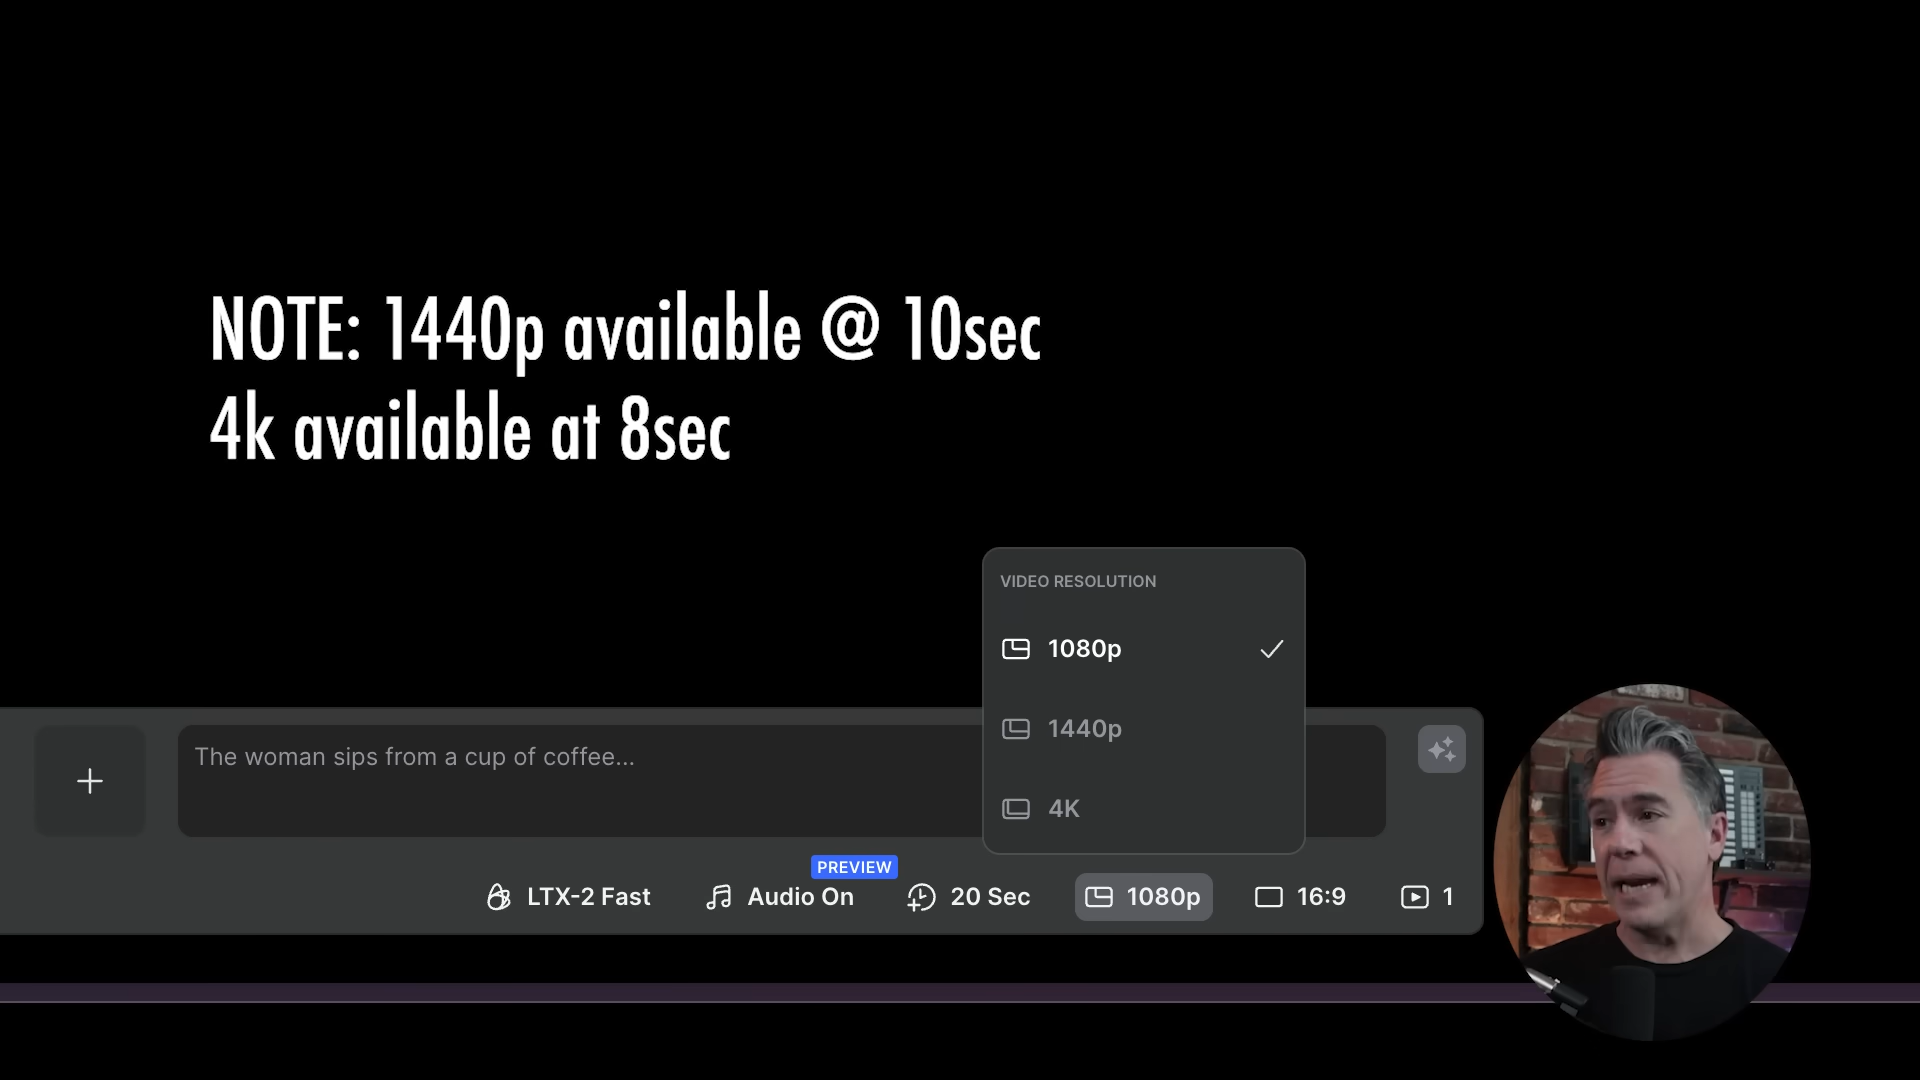 NOTE: 1440p available @ 10sec
4k available at 8sec
VIDEO RESOLUTION
1080p
1440p
4K
The woman sips from a cup of coffee...
PREVIEW
LTX-2 Fast
Audio On
20 Sec
1080p
16:9
1